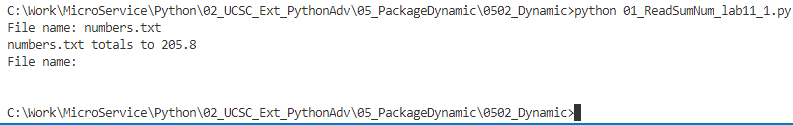 C:\Work\MicroService\Python\02_UCSC_Ext_PythonAdv\05_PackageDynamic\0502_Dynamic>python 01_ReadSumNum_lab11_1.py
File name: numbers.txt
numbers.txt totals to 205.8
File name:
C:\Work\MicroService\Python\02_UCSC_Ext_PythonAdv\05_PackageDynamic\0502_Dynamic>